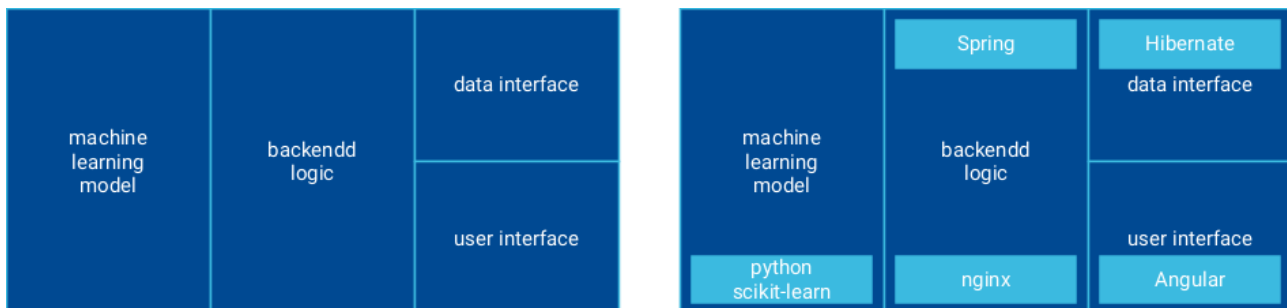 machine
learning
model
backendd
logic
data interface
user interface
machine
learning
model
python
scikit-learn
Spring
backendd
logic
nginx
Hibernate
data interface
user interface
Angular